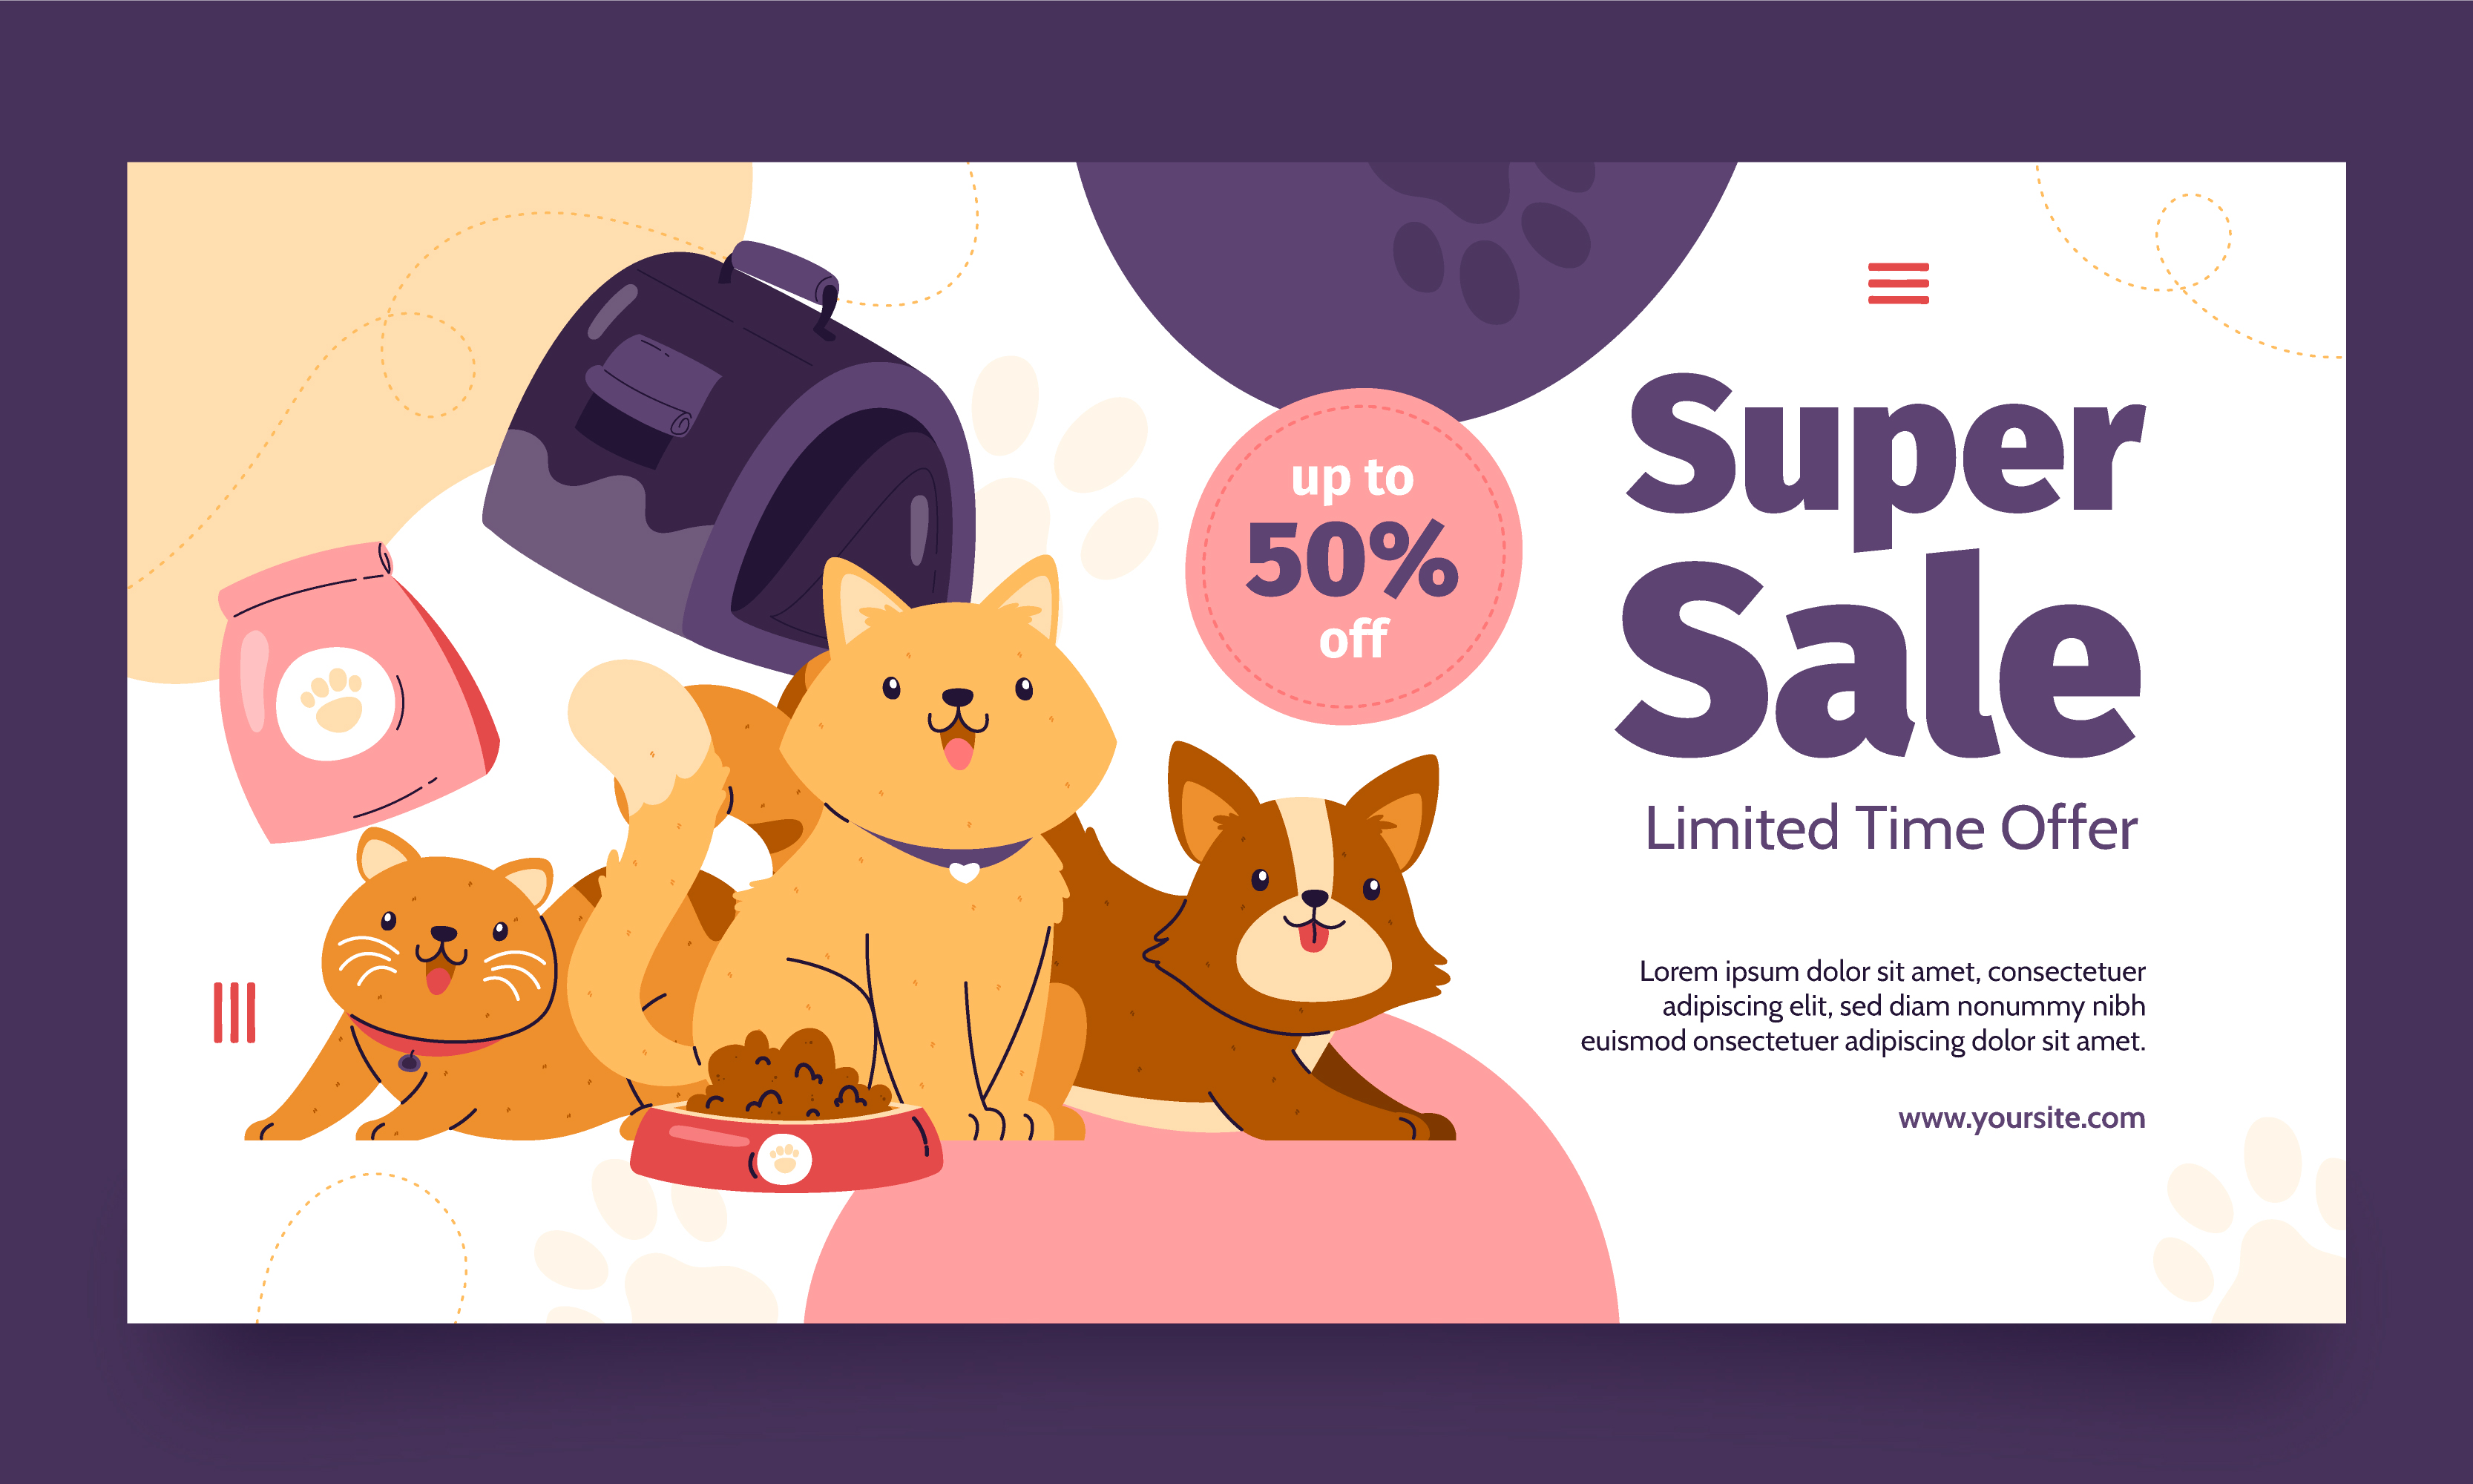 up to
50%
off
Super
Sale
Limited Time Offer
Lorem ipsum dolor sit amet, consectetuer
adipiscing elit, sed diam nonummy nibh
euismod onsectetuer adipiscing dolor sit amet.
www.yoursite.com